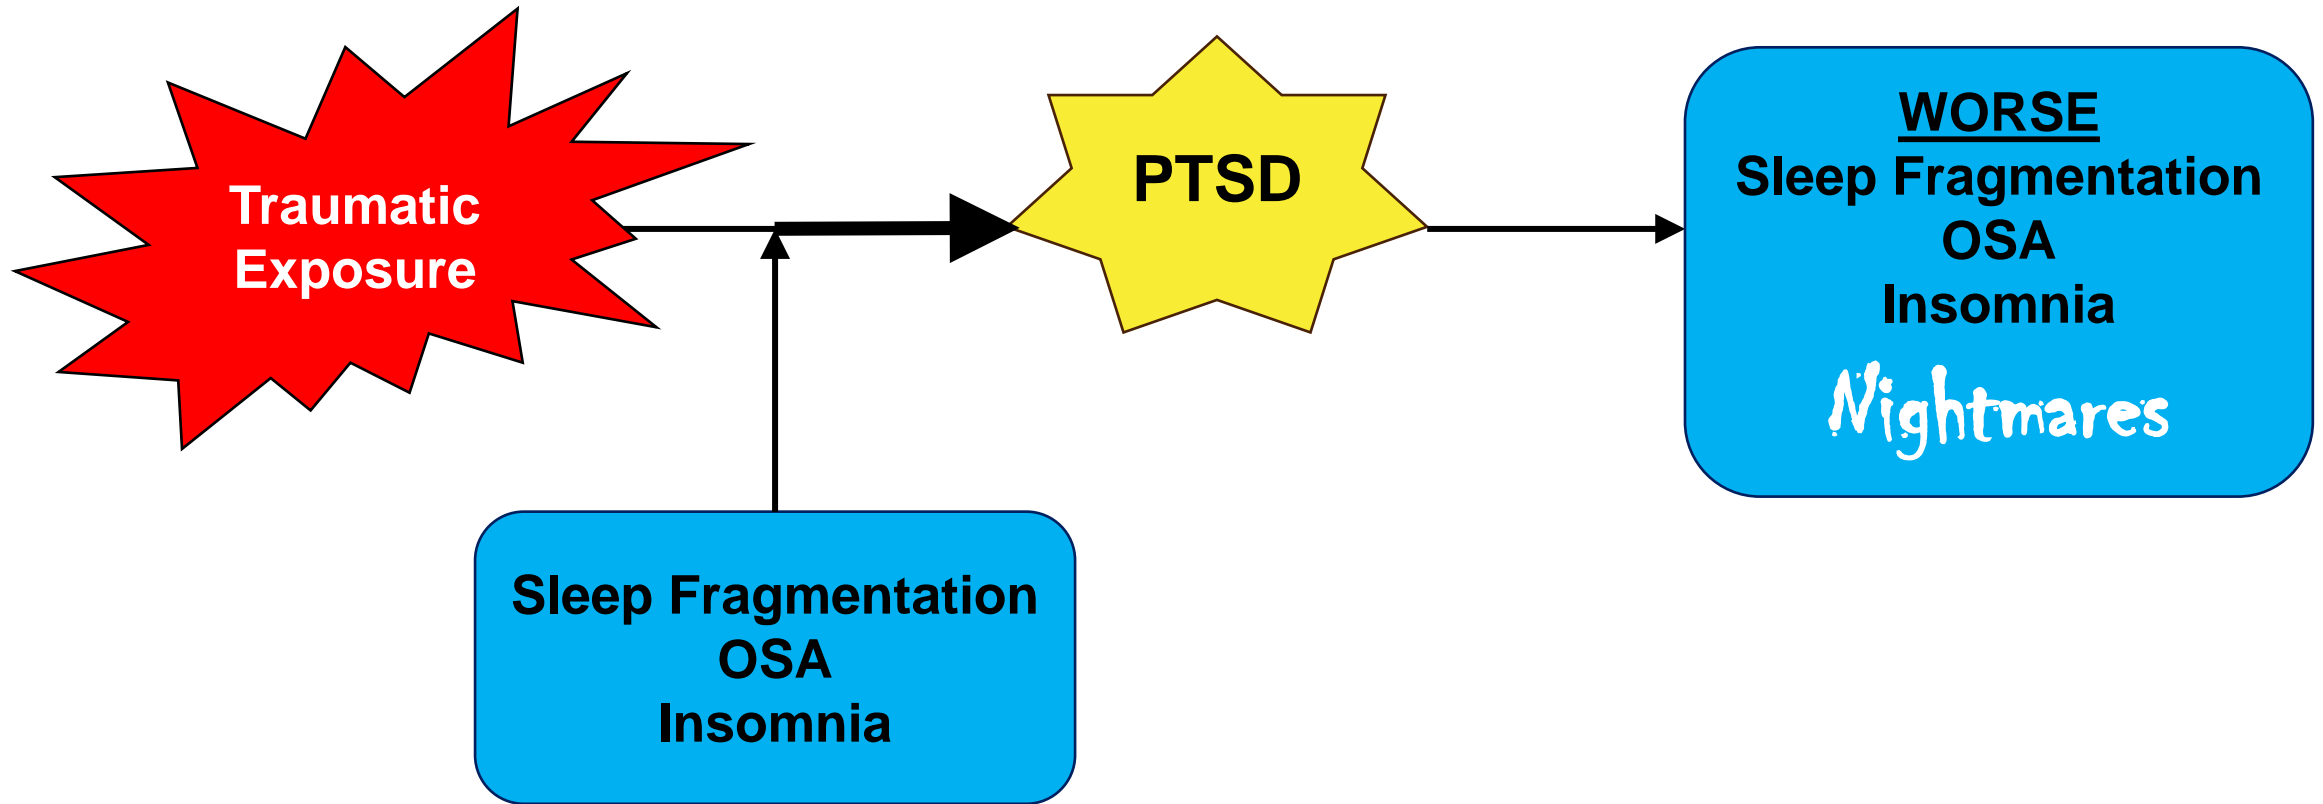 Traumatic
Exposure
PTSD
WORSE
Sleep Fragmentation
OSA
Insomnia
Nightmares
Sleep Fragmentation
OSA
Insomnia